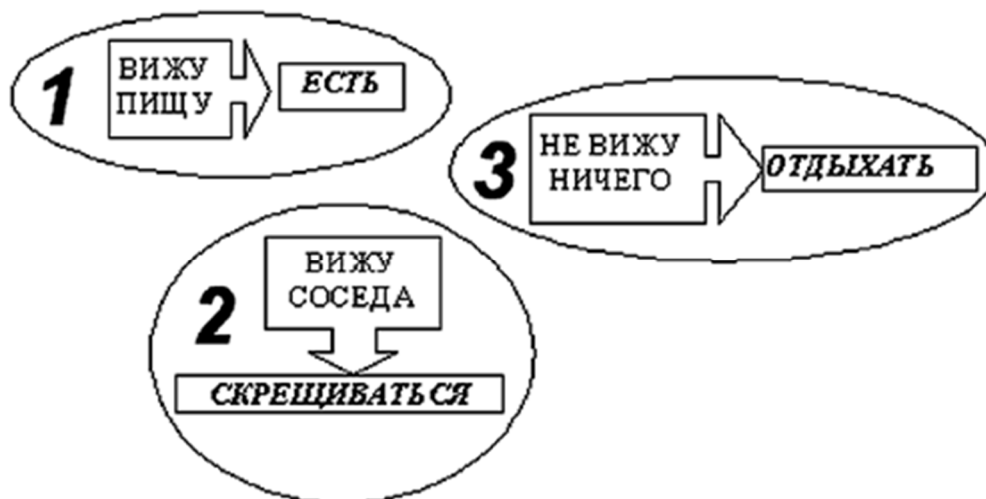 1
ВИЖУ
ПИЩУ
ЕСТЬ
2
ВИЖУ
СОСЕДА
СКРЕЩИВАТЬСЯ
3
НЕ ВИЖУ
НИЧЕГО
ОТДЫХАТЬ